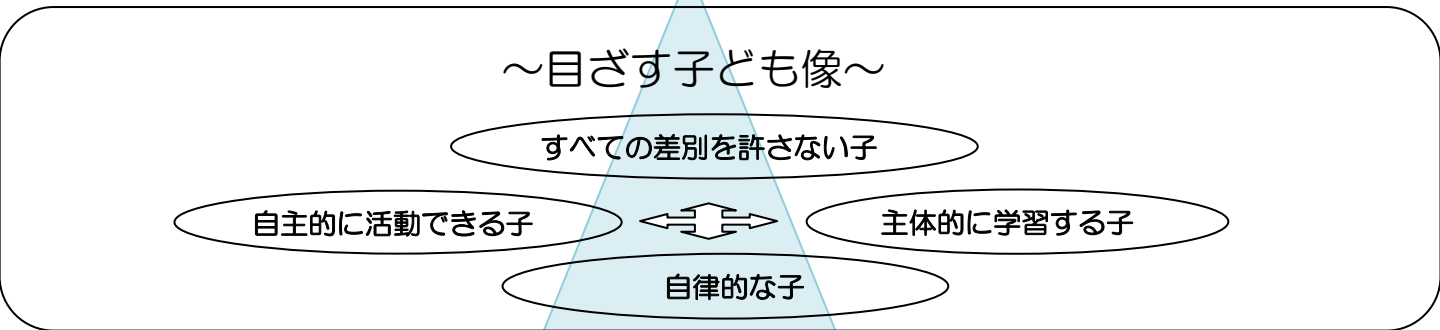 ～目ざす子ども像～
すべての差別を許さない子
自主的に活動できる子
主体的に学習する子
自律的な子